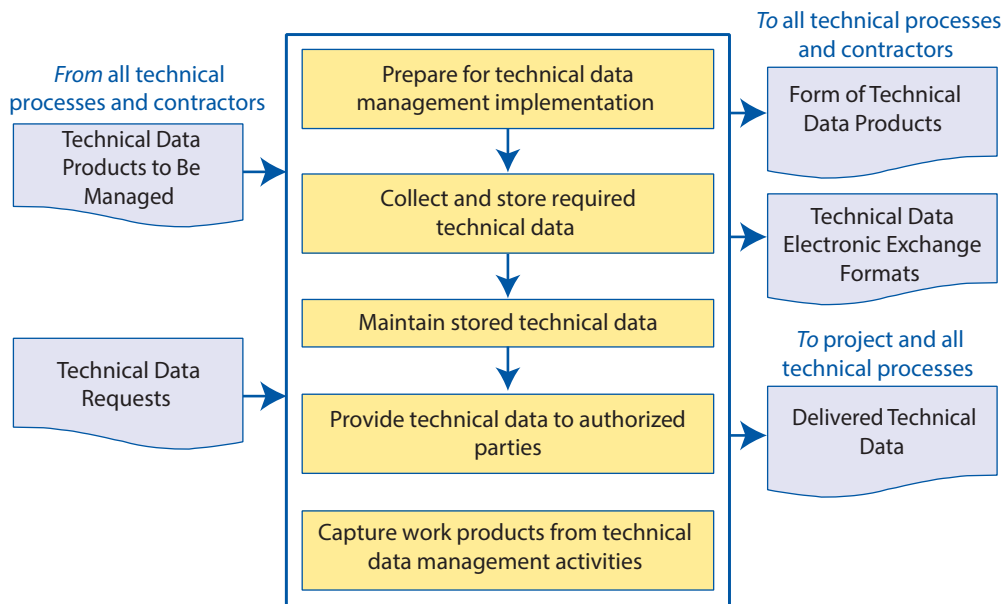 From all technical
processes and contractors
Technical Data
Products to Be
Managed
Technical Data
Requests
Prepare for technical data
management implementation
Collect and store required
technical data
Maintain stored technical data
Provide technical data to authorized
parties
Capture work products from technical
data management activities
To all technical processes
and contractors
Form of Technical
Data Products
Technical Data
Electronic Exchange
Formats
To project and all
technical processes
Delivered Technical
Data